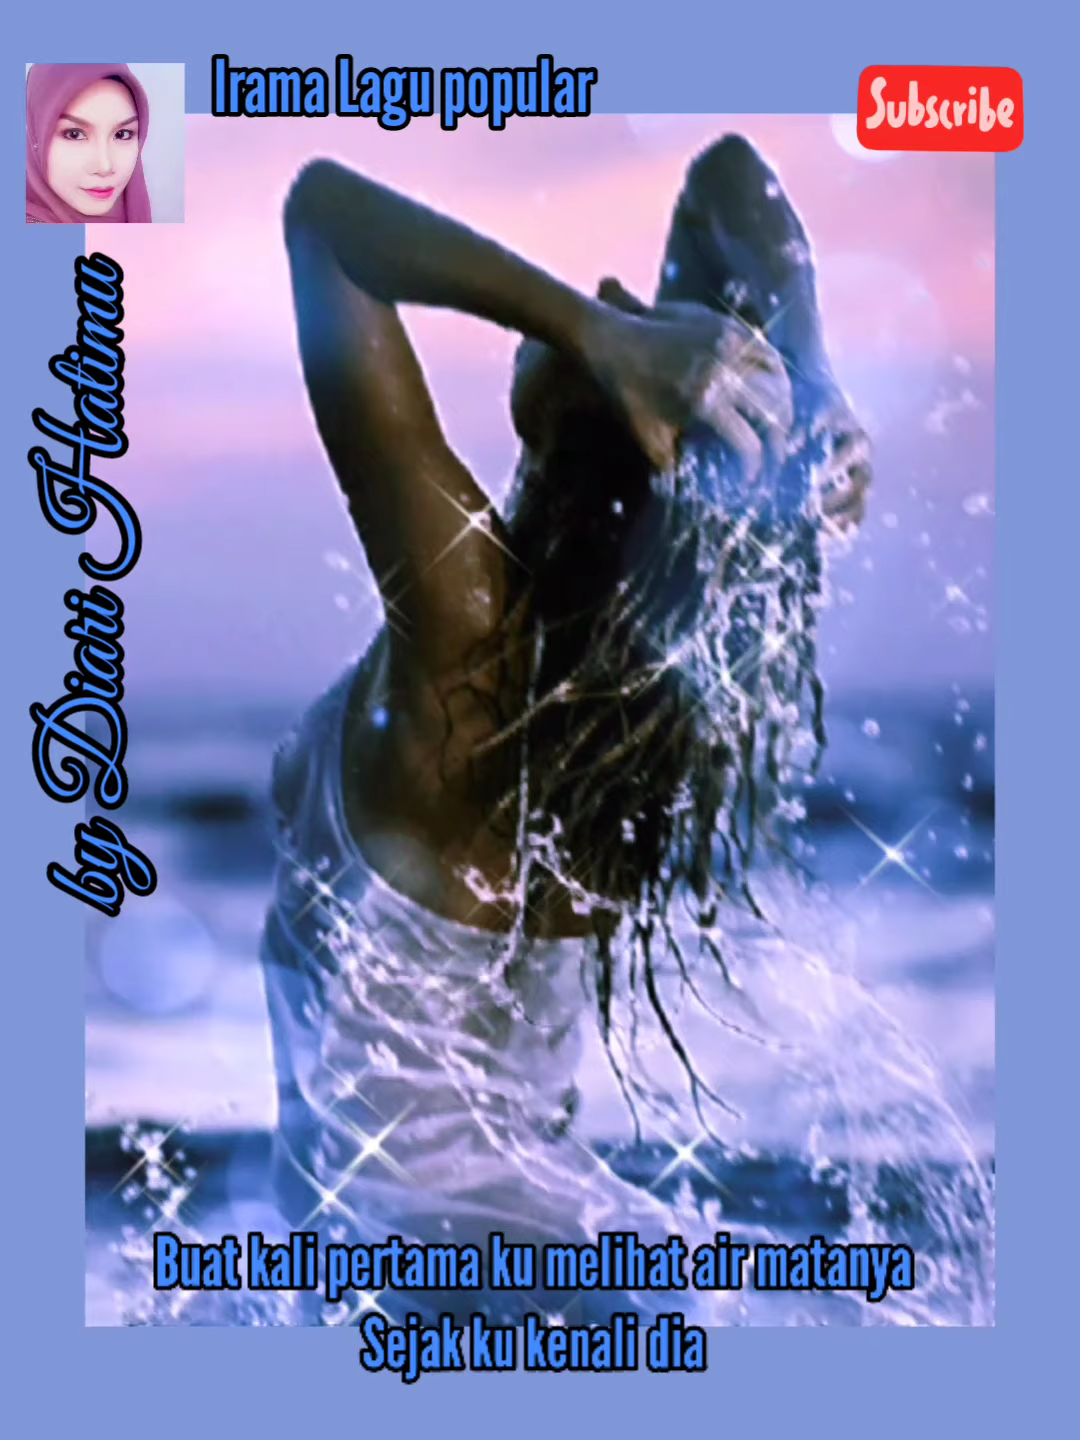 Irama Lagu popular
Subscribe
by Diari Hatimu
Buat kali pertama ku melihat air matanya
Sejak ku kenali dia